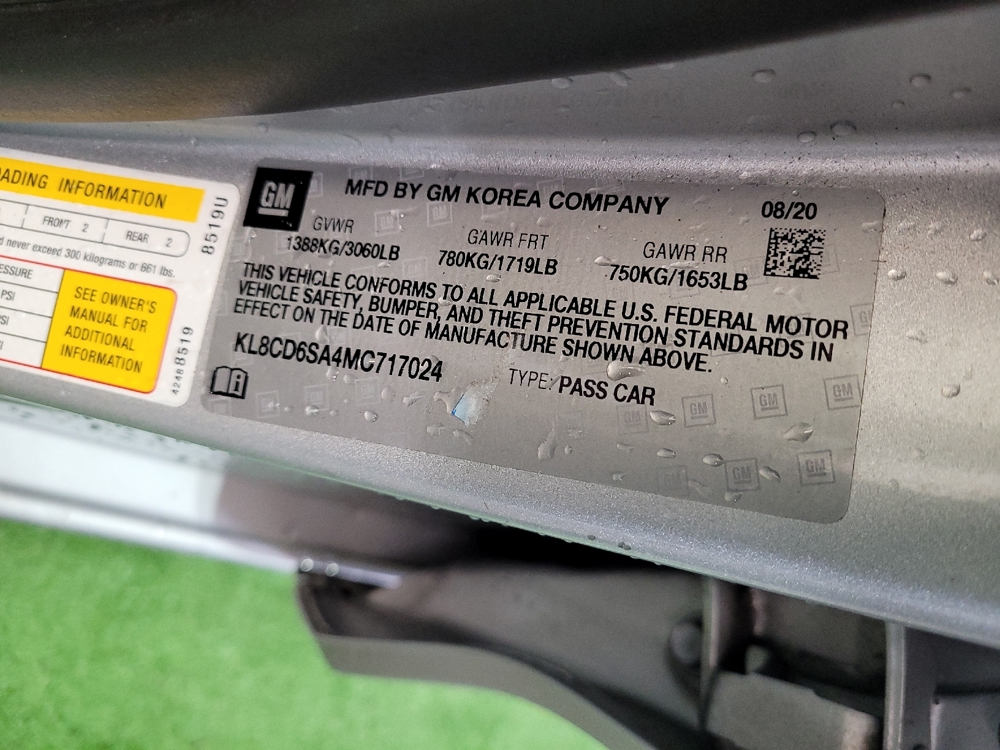 ADING INFORMATION
FRONT 2 REAR 2
never exceed 300 kilograms or 661 lbs.
ESSURE
PSI
PSI
SEE OWNER'S
MANUAL FOR
ADDITIONAL
INFORMATION
8519U
42488519
GM
MFD BY GM KOREA COMPANY
08/20
GVWR GAWR FRT GAWR RR
1388KG/3060LB 780KG/1719LB 750KG/1653LB
THIS VEHICLE CONFORMS TO ALL APPLICABLE U.S. FEDERAL MOTOR
VEHICLE SAFETY, BUMPER, AND THEFT PREVENTION STANDARDS IN
EFFECT ON THE DATE OF MANUFACTURE SHOWN ABOVE.
KL8CD6SA4MC717024 TYPE: PASS CAR